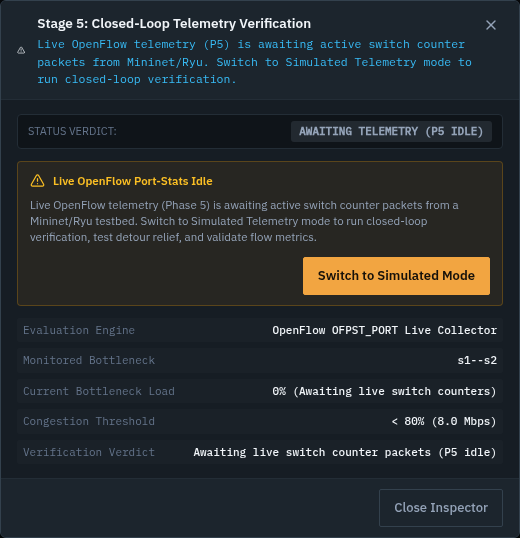 Stage 5: Closed-Loop Telemetry Verification
Live OpenFlow telemetry (P5) is awaiting active switch counter
packets from Mininet/Ryu. Switch to Simulated Telemetry mode to
run closed-loop verification.
STATUS VERDICT: AWAITING TELEMETRY (P5 IDLE)
Live OpenFlow Port-Stats Idle
Live OpenFlow telemetry (Phase 5) is awaiting active switch counter packets from a
Mininet/Ryu testbed. Switch to Simulated Telemetry mode to run closed-loop
verification, test detour relief, and validate flow metrics.
Switch to Simulated Mode
Evaluation Engine OpenFlow OFPST_PORT Live Collector
Monitored Bottleneck s1--s2
Current Bottleneck Load 0% (Awaiting live switch counters)
Congestion Threshold < 80% (8.0 Mbps)
Verification Verdict Awaiting live switch counter packets (P5 idle)
Close Inspector